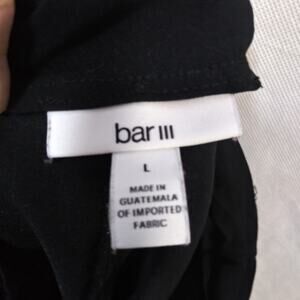 bar III
L
MADE IN
GUATEMALA
OF IMPORTED
FABRIC